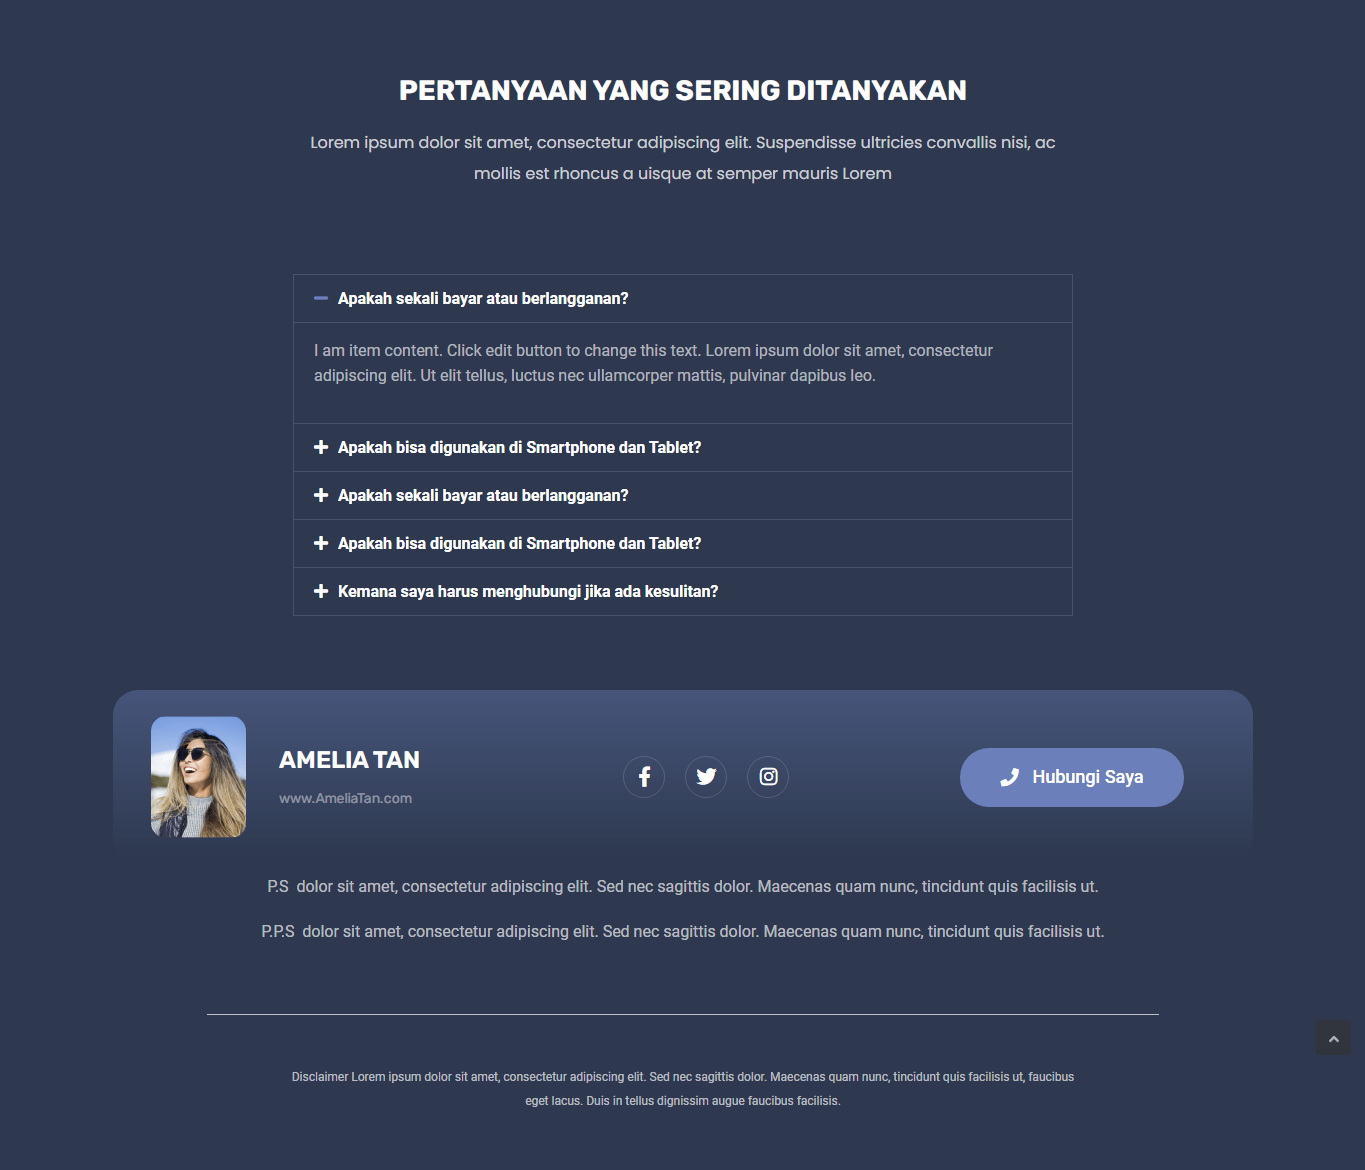 PERTANYAAN YANG SERING DITANYAKAN
Lorem ipsum dolor sit amet, consectetur adipiscing elit. Suspendisse ultricies convallis nisi, ac
mollis est rhoncus a uisque at semper mauris Lorem
Apakah sekali bayar atau berlangganan?
I am item content. Click edit button to change this text. Lorem ipsum dolor sit amet, consectetur
adipiscing elit. Ut elit tellus, luctus nec ullamcorper mattis, pulvinar dapibus leo.
Apakah bisa digunakan di Smartphone dan Tablet?
Apakah sekali bayar atau berlangganan?
Apakah bisa digunakan di Smartphone dan Tablet?
Kemana saya harus menghubungi jika ada kesulitan?
AMELIA TAN
www.AmeliaTan.com
Hubungi Saya
P.S  dolor sit amet, consectetur adipiscing elit. Sed nec sagittis dolor. Maecenas quam nunc, tincidunt quis facilisis ut.
P.P.S  dolor sit amet, consectetur adipiscing elit. Sed nec sagittis dolor. Maecenas quam nunc, tincidunt quis facilisis ut.
Disclaimer Lorem ipsum dolor sit amet, consectetur adipiscing elit. Sed nec sagittis dolor. Maecenas quam nunc, tincidunt quis facilisis ut, faucibus
eget lacus. Duis in tellus dignissim augue faucibus facilisis.